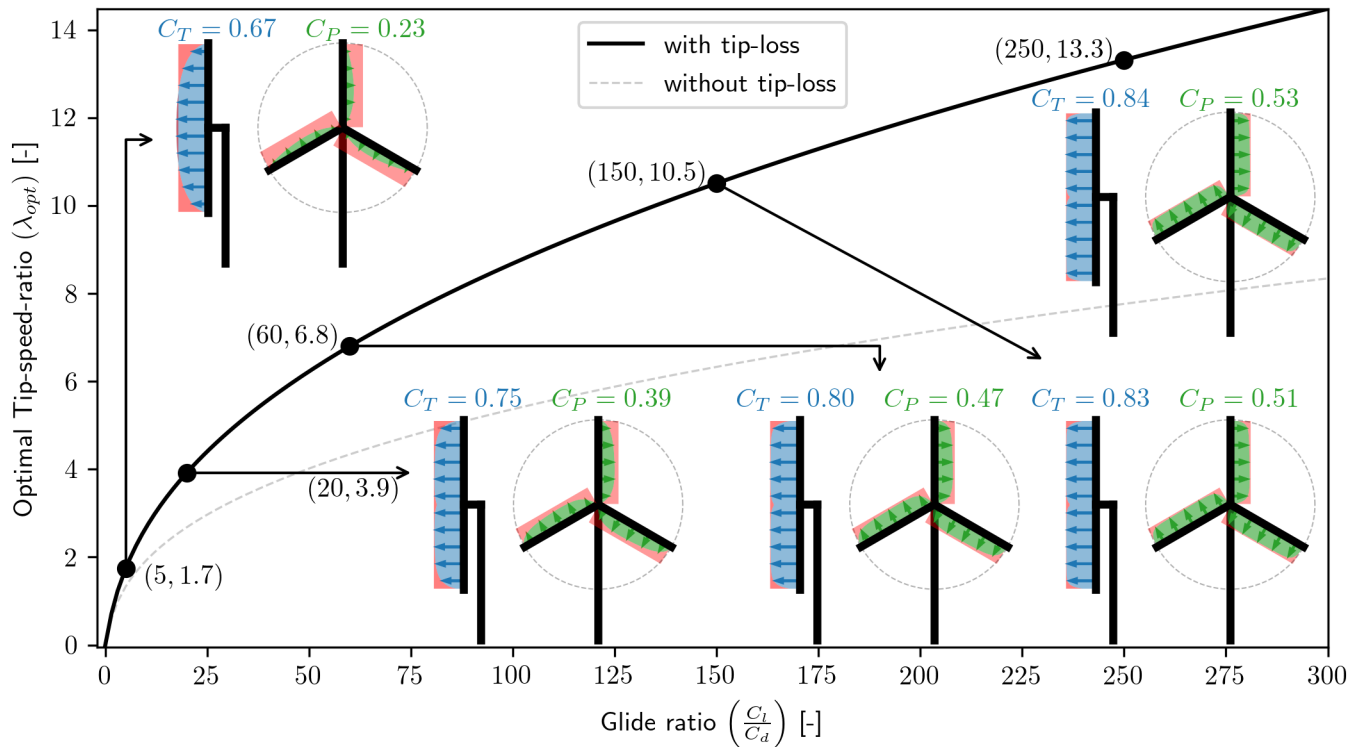 C_T = 0.67
C_P = 0.23
with tip-loss
without tip-loss
(250, 13.3)
C_T = 0.84
C_P = 0.53
(150, 10.5)
(60, 6.8)
C_T = 0.75
C_P = 0.39
C_T = 0.80
C_P = 0.47
C_T = 0.83
C_P = 0.51
(20, 3.9)
(5, 1.7)
14
12
10
8
6
4
2
0
Optimal Tip-speed-ratio (λ_opt) [-]
0 25 50 75 100 125 150 175 200 225 250 275 300
Glide ratio (C_l/C_d) [-]